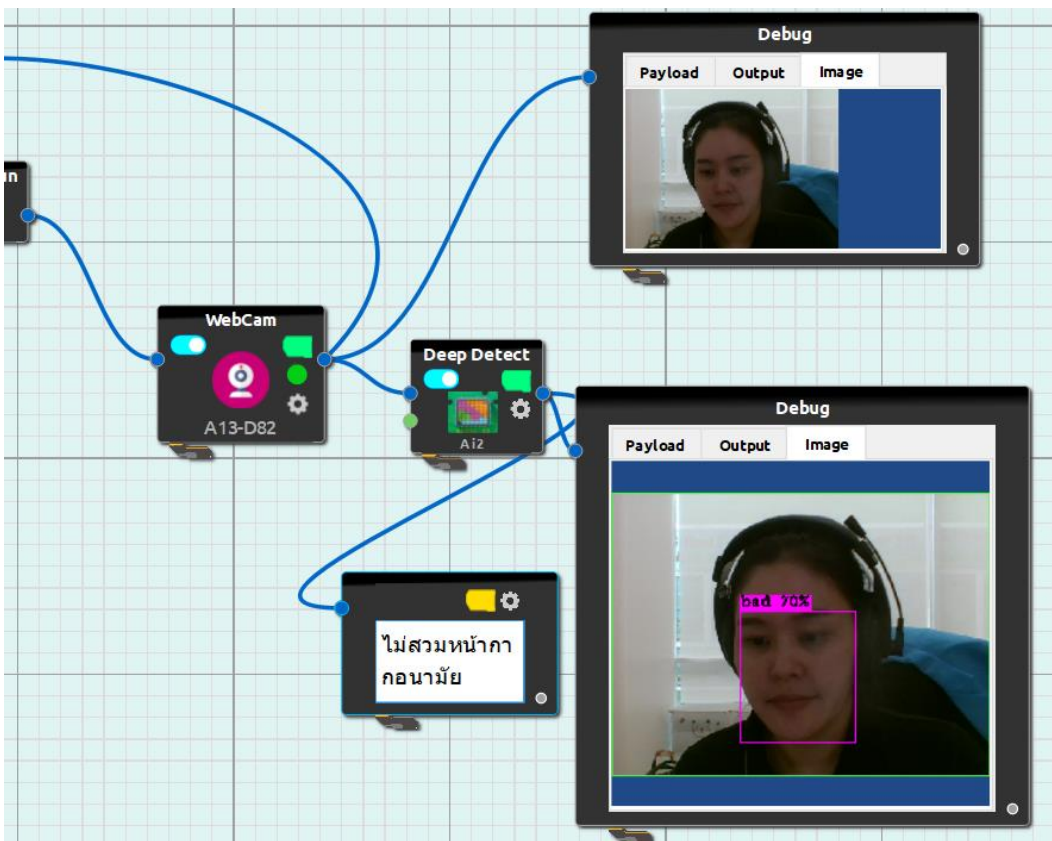 Debug
Payload Output Image
un
WebCam
A13-D82
Deep Detect
Ai2
Debug
Payload Output Image
bad 70%
ไม่สวมหน้ากา
กอนามัย